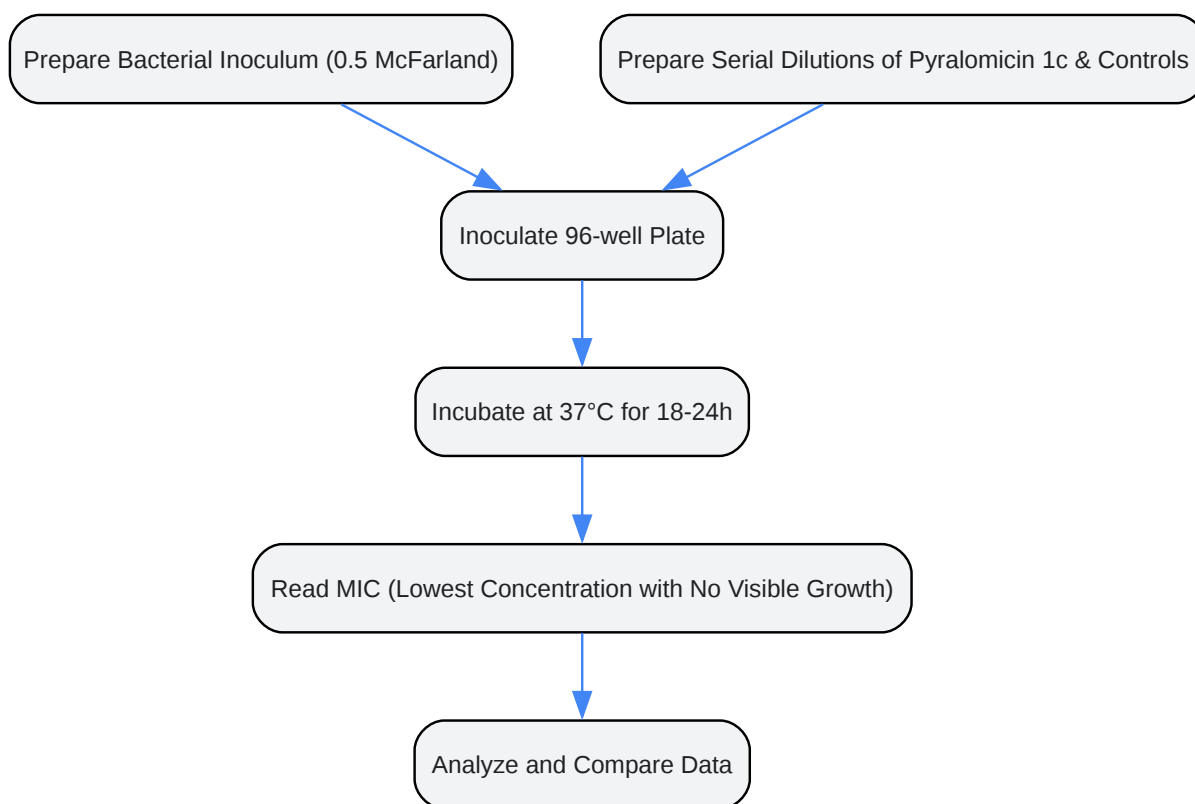 Prepare Bacterial Inoculum (0.5 McFarland)
Prepare Serial Dilutions of Pyralomicin 1c & Controls
Inoculate 96-well Plate
Incubate at 37°C for 18-24h
Read MIC (Lowest Concentration with No Visible Growth)
Analyze and Compare Data